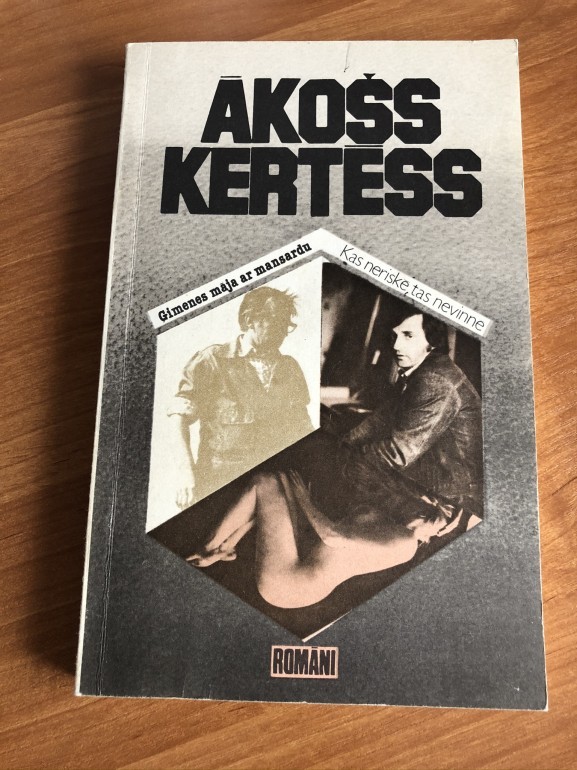 ĀKOŠS
KERTĒSS
Ģimenes māja ar mansardu
Kas neriskē, tas nevinnē
ROMĀNI